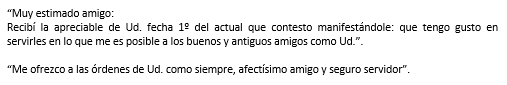 “Muy estimado amigo:
Recibí la apreciable de Ud. fecha 1º del actual que contesto manifestándole: que tengo gusto en
servirles en lo que me es posible a los buenos y antiguos amigos como Ud.”.
“Me ofrezco a las órdenes de Ud. como siempre, afectísimo amigo y seguro servidor”.